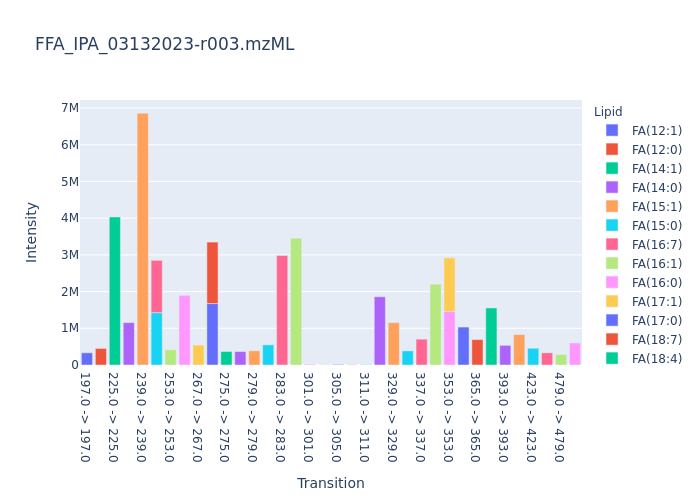 FFA_IPA_03132023-r003.mzML
Intensity
7M
6M
5M
4M
3M
2M
1M
0
197.0 -> 197.0
225.0 -> 225.0
239.0 -> 239.0
253.0 -> 253.0
267.0 -> 267.0
275.0 -> 275.0
279.0 -> 279.0
283.0 -> 283.0
301.0 -> 301.0
305.0 -> 305.0
311.0 -> 311.0
329.0 -> 329.0
337.0 -> 337.0
353.0 -> 353.0
365.0 -> 365.0
393.0 -> 393.0
423.0 -> 423.0
479.0 -> 479.0
Transition
Lipid
FA(12:1)
FA(12:0)
FA(14:1)
FA(14:0)
FA(15:1)
FA(15:0)
FA(16:7)
FA(16:1)
FA(16:0)
FA(17:1)
FA(17:0)
FA(18:7)
FA(18:4)